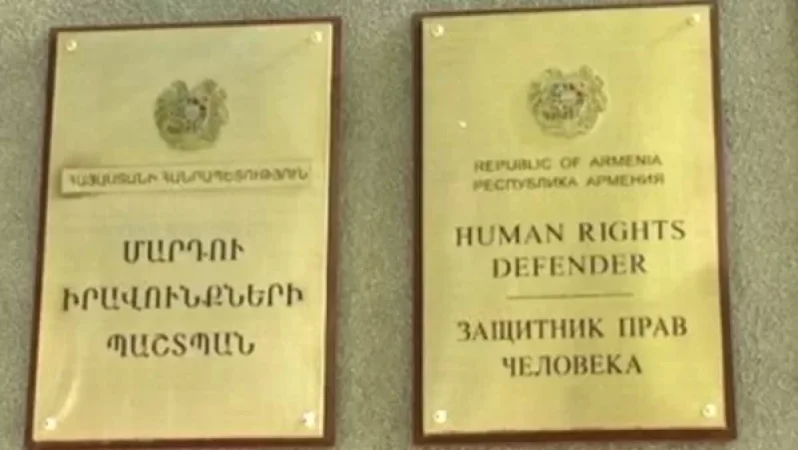 ՀԱՅԱՍՏԱՆԻ ՀԱՆՐԱՊԵՏՈՒԹՅՈՒՆ
ՄԱՐԴՈՒ
ԻՐԱՎՈՒՆՔՆԵՐԻ
ՊԱՇՏՊԱՆ
REPUBLIC OF ARMENIA
РЕСПУБЛИКА АРМЕНИЯ
HUMAN RIGHTS
DEFENDER
ЗАЩИТНИК ПРАВ
ЧЕЛОВЕКА